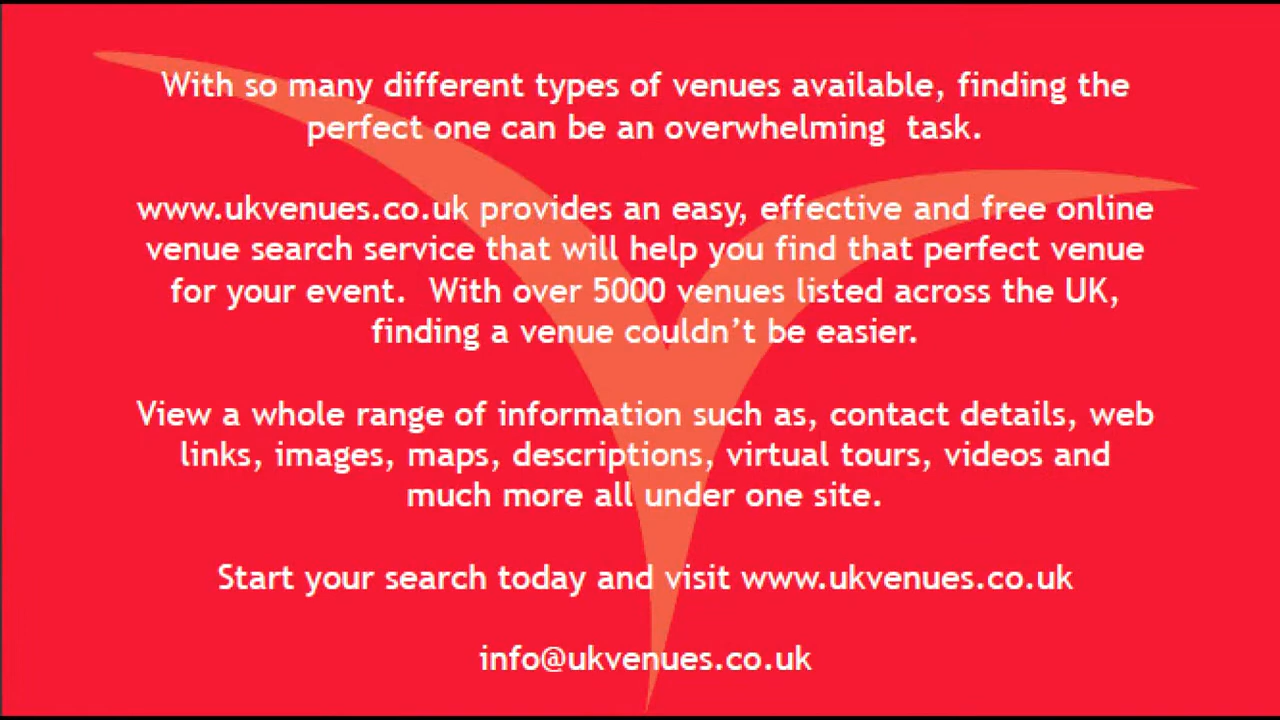 With so many different types of venues available, finding the
perfect one can be an overwhelming  task.
www.ukvenues.co.uk provides an easy, effective and free online
venue search service that will help you find that perfect venue
for your event.  With over 5000 venues listed across the UK,
finding a venue couldn’t be easier.
View a whole range of information such as, contact details, web
links, images, maps, descriptions, virtual tours, videos and
much more all under one site.
Start your search today and visit www.ukvenues.co.uk
info@ukvenues.co.uk